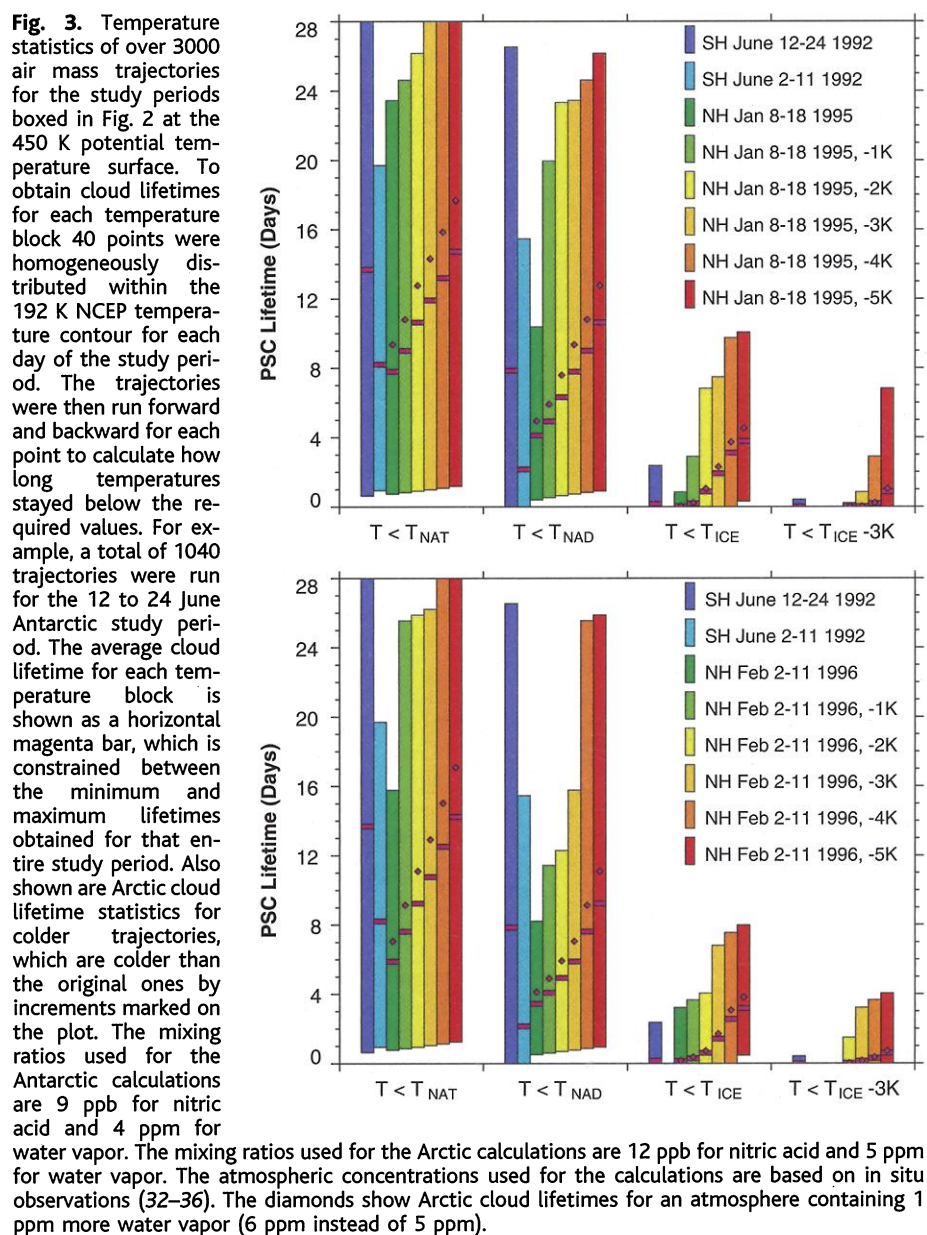 Fig. 3. Temperature
statistics of over 3000
air mass trajectories
for the study periods
boxed in Fig. 2 at the
450 K potential tem-
perature surface. To
obtain cloud lifetimes
for each temperature
block 40 points were
homogeneously dis-
tributed within the
192 K NCEP tempera-
ture contour for each
day of the study peri-
od. The trajectories
were then run forward
and backward for each
point to calculate how
long temperatures
stayed below the re-
quired values. For ex-
ample, a total of 1040
trajectories were run
for the 12 to 24 June
Antarctic study peri-
od. The average cloud
lifetime for each tem-
perature block is
shown as a horizontal
magenta bar, which is
constrained between
the minimum and
maximum lifetimes
obtained for that en-
tire study period. Also
shown are Arctic cloud
lifetime statistics for
colder trajectories,
which are colder than
the original ones by
increments marked on
the plot. The mixing
ratios used for the
Antarctic calculations
are 9 ppb for nitric
acid and 4 ppm for
water vapor. The mixing ratios used for the Arctic calculations are 12 ppb for nitric acid and 5 ppm
for water vapor. The atmospheric concentrations used for the calculations are based on in situ
observations (32–36). The diamonds show Arctic cloud lifetimes for an atmosphere containing 1
ppm more water vapor (6 ppm instead of 5 ppm).
PSC Lifetime (Days)
28
24
20
16
12
8
4
0
SH June 12-24 1992
SH June 2-11 1992
NH Jan 8-18 1995
NH Jan 8-18 1995, -1K
NH Jan 8-18 1995, -2K
NH Jan 8-18 1995, -3K
NH Jan 8-18 1995, -4K
NH Jan 8-18 1995, -5K
T < T NAT
T < T NAD
T < T ICE
T < T ICE -3K
PSC Lifetime (Days)
28
24
20
16
12
8
4
0
SH June 12-24 1992
SH June 2-11 1992
NH Feb 2-11 1996
NH Feb 2-11 1996, -1K
NH Feb 2-11 1996, -2K
NH Feb 2-11 1996, -3K
NH Feb 2-11 1996, -4K
NH Feb 2-11 1996, -5K
T < T NAT
T < T NAD
T < T ICE
T < T ICE -3K